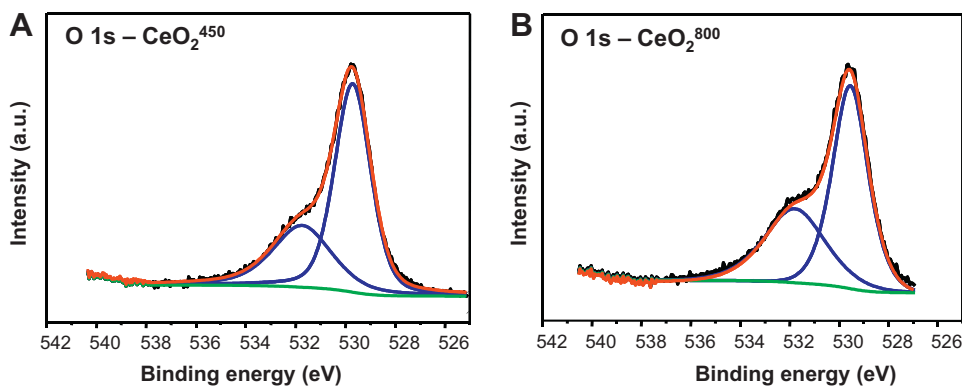 A
O 1s – CeO₂⁴⁵⁰
Intensity (a.u.)
542 540 538 536 534 532 530 528 526
Binding energy (eV)
B
O 1s – CeO₂⁸⁰⁰
Intensity (a.u.)
542 540 538 536 534 532 530 528 526
Binding energy (eV)